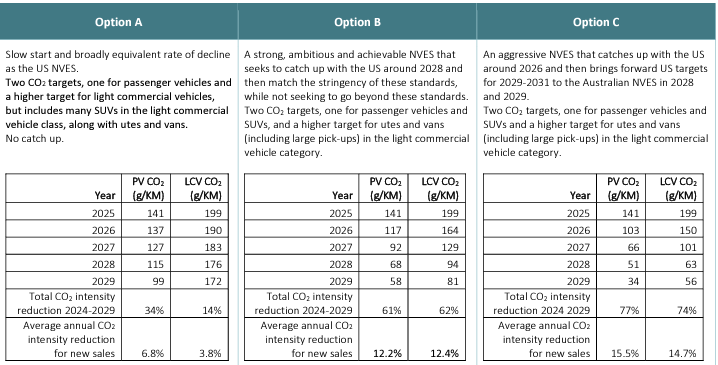 Option A
Slow start and broadly equivalent rate of decline
as the US NVES.
Two CO₂ targets, one for passenger vehicles and
a higher target for light commercial vehicles,
but includes many SUVs in the light commercial
vehicle class, along with utes and vans.
No catch up.
Year PV CO₂ (g/KM) LCV CO₂ (g/KM)
2025 141 199
2026 137 190
2027 127 183
2028 115 176
2029 99 172
Total CO₂ intensity
reduction 2024-2029 34% 14%
Average annual CO₂
intensity reduction
for new sales 6.8% 3.8%
Option B
A strong, ambitious and achievable NVES that
seeks to catch up with the US around 2028 and
then match the stringency of these standards,
while not seeking to go beyond these standards.
Two CO₂ targets, one for passenger vehicles and
SUVs, and a higher target for utes and vans
(including large pick-ups) in the light commercial
vehicle category.
Year PV CO₂ (g/KM) LCV CO₂ (g/KM)
2025 141 199
2026 117 164
2027 92 129
2028 68 94
2029 58 81
Total CO₂ intensity
reduction 2024-2029 61% 62%
Average annual CO₂
intensity reduction
for new sales 12.2% 12.4%
Option C
An aggressive NVES that catches up with the US
around 2026 and then brings forward US targets
for 2029-2031 to the Australian NVES in 2028
and 2029.
Two CO₂ targets, one for passenger vehicles and
SUVs and a higher target for utes and vans
(including large pick-ups) in the light commercial
vehicle category.
Year PV CO₂ (g/KM) LCV CO₂ (g/KM)
2025 141 199
2026 103 150
2027 66 101
2028 51 63
2029 34 56
Total CO₂ intensity
reduction 2024 2029 77% 74%
Average annual CO₂
intensity reduction
for new sales 15.5% 14.7%